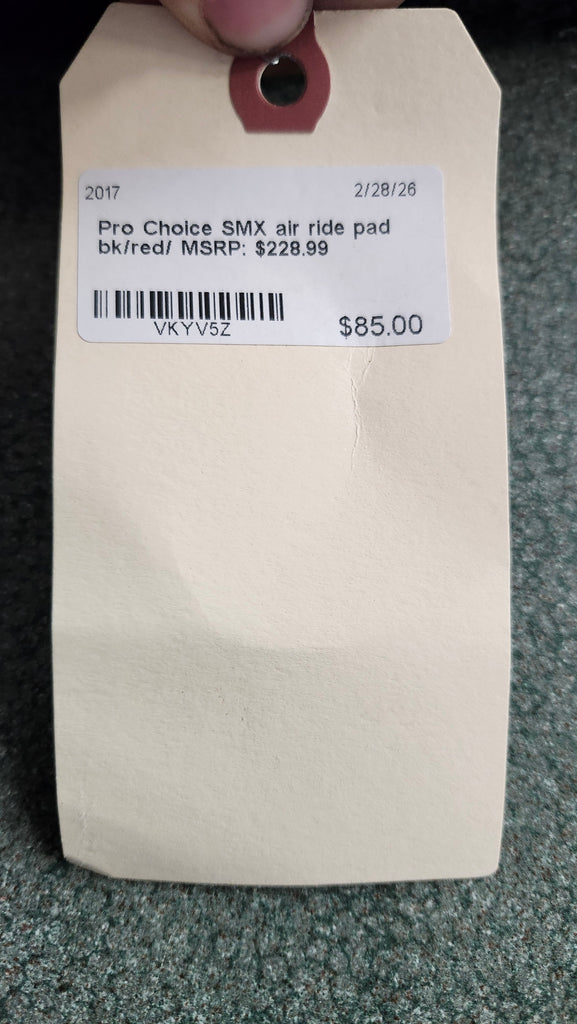 2017 2/28/26
Pro Choice SMX air ride pad
bk/red/ MSRP: $228.99
VKYV5Z
$85.00